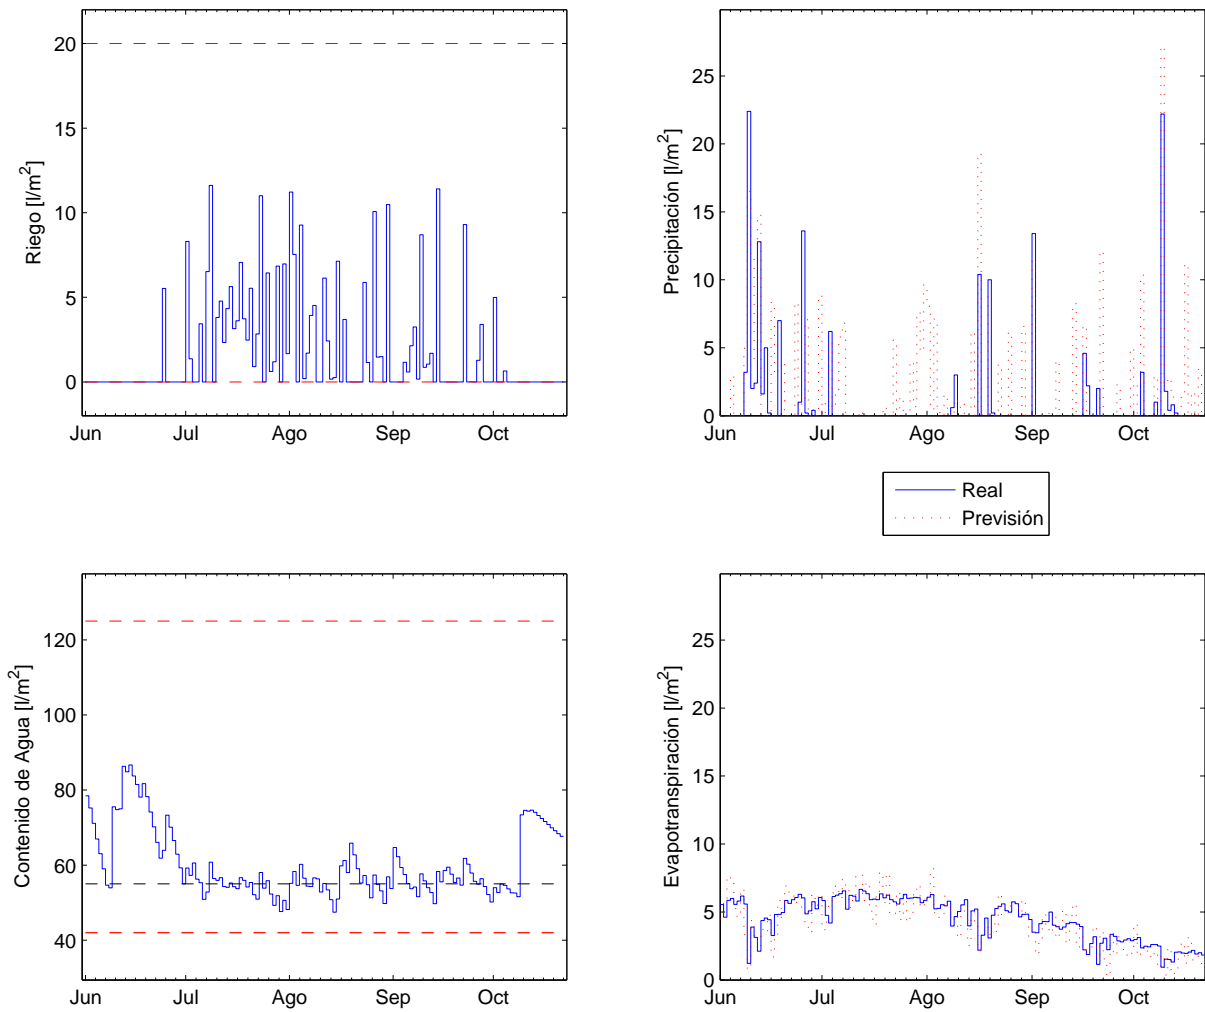 20
15
10
5
0
Jun Jul Ago Sep Oct
Riego [l/m²]
25
20
15
10
5
0
Jun Jul Ago Sep Oct
Precipitación [l/m²]
Real
Previsión
120
100
80
60
40
Jun Jul Ago Sep Oct
Contenido de Agua [l/m²]
25
20
15
10
5
0
Jun Jul Ago Sep Oct
Evapotranspiración [l/m²]